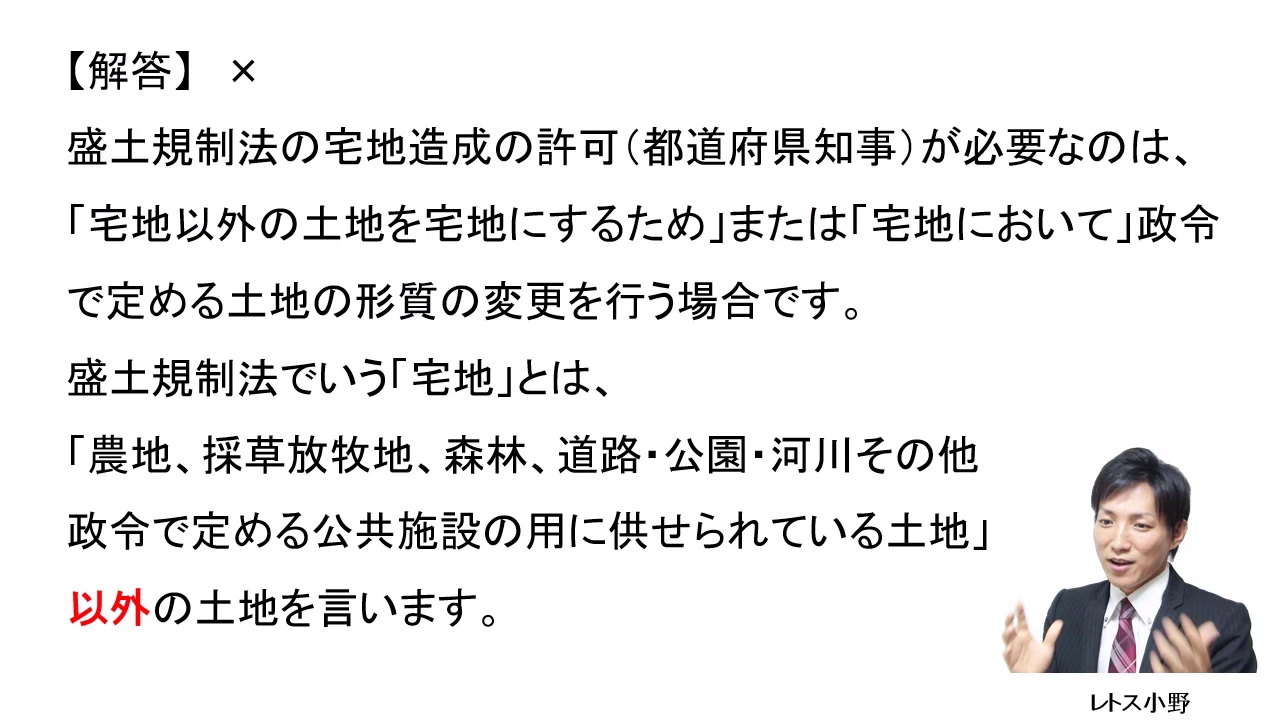 【解答】 ×
盛土規制法の宅地造成の許可(都道府県知事)が必要なのは、
「宅地以外の土地を宅地にするため」または「宅地において」政令
で定める土地の形質の変更を行う場合です。
盛土規制法でいう「宅地」とは、
「農地、採草放牧地、森林、道路・公園・河川その他
政令で定める公共施設の用に供せられている土地」
以外の土地を言います。
レトス小野